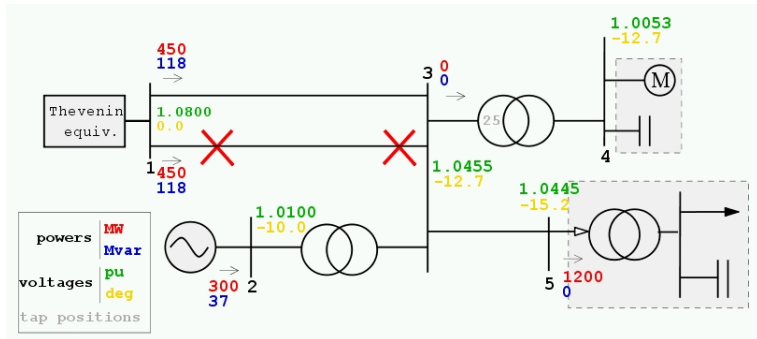 450
118
Thevenin
equiv.
1.0800
0.0
1
450
118
3
0
0
25
1.0053
-12.7
M
4
1.0455
-12.7
1.0445
-15.2
1.0100
-10.0
300
37
2
5
1200
0
powers
MW
Mvar
voltages
pu
deg
tap positions